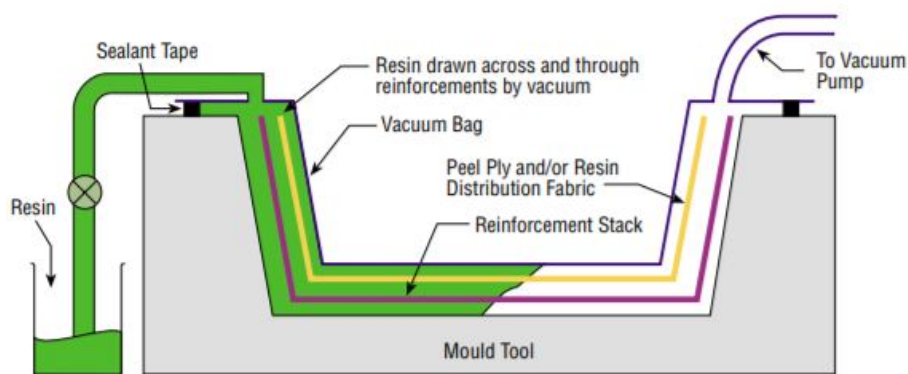 Sealant Tape
Resin drawn across and through
reinforcements by vacuum
To Vacuum
Pump
Vacuum Bag
Peel Ply and/or Resin
Distribution Fabric
Resin
Reinforcement Stack
Mould Tool